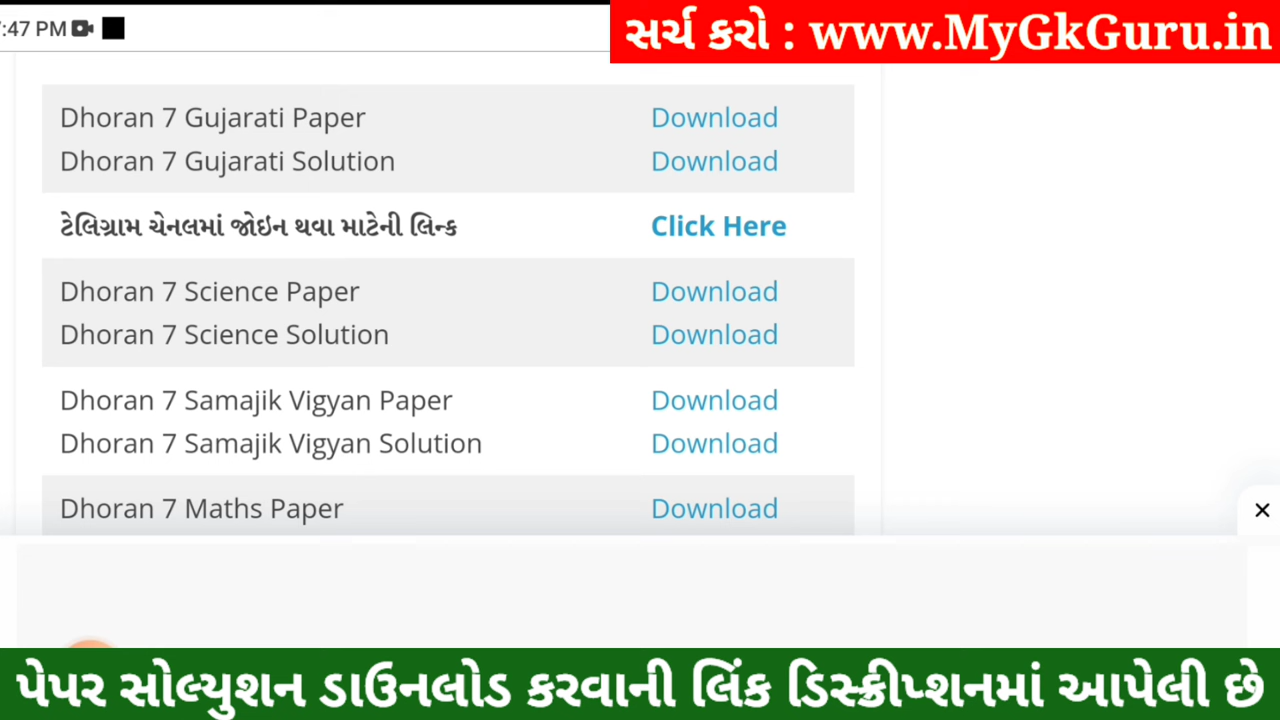 :47 PM
સર્ચ કરો : www.MyGkGuru.in
Dhoran 7 Gujarati Paper Download
Dhoran 7 Gujarati Solution Download
ટેલિગ્રામ ચેનલમાં જોઇન થવા માટેની લિન્ક Click Here
Dhoran 7 Science Paper Download
Dhoran 7 Science Solution Download
Dhoran 7 Samajik Vigyan Paper Download
Dhoran 7 Samajik Vigyan Solution Download
Dhoran 7 Maths Paper Download
પેપર સોલ્યુશન ડાઉનલોડ કરવાની લિંક ડિસ્ક્રીપ્શનમાં આપેલી છે